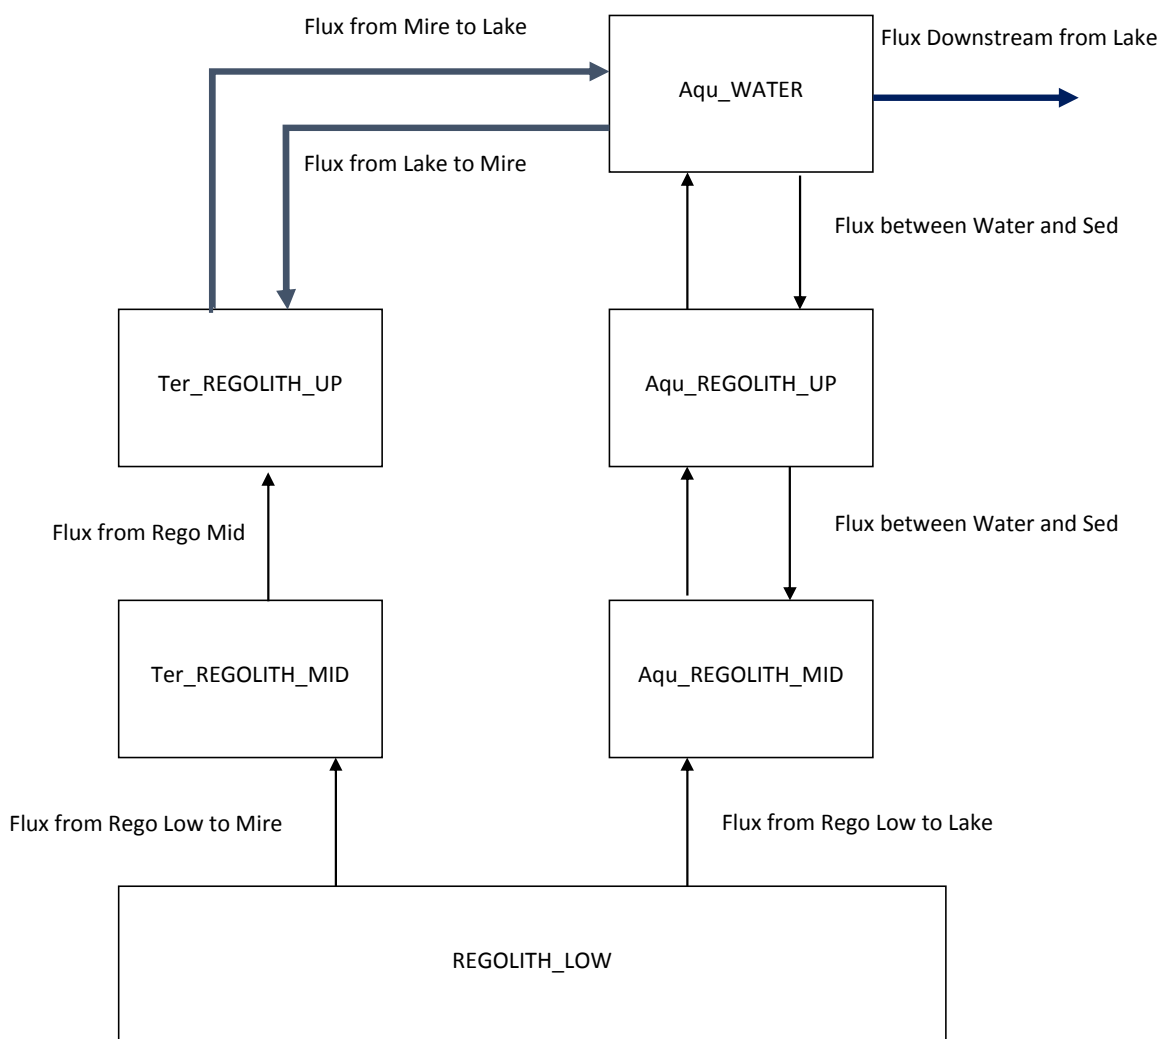 Flux from Mire to Lake
Flux Downstream from Lake
Aqu_WATER
Flux from Lake to Mire
Flux between Water and Sed
Ter_REGOLITH_UP
Aqu_REGOLITH_UP
Flux from Rego Mid
Flux between Water and Sed
Ter_REGOLITH_MID
Aqu_REGOLITH_MID
Flux from Rego Low to Mire
Flux from Rego Low to Lake
REGOLITH_LOW